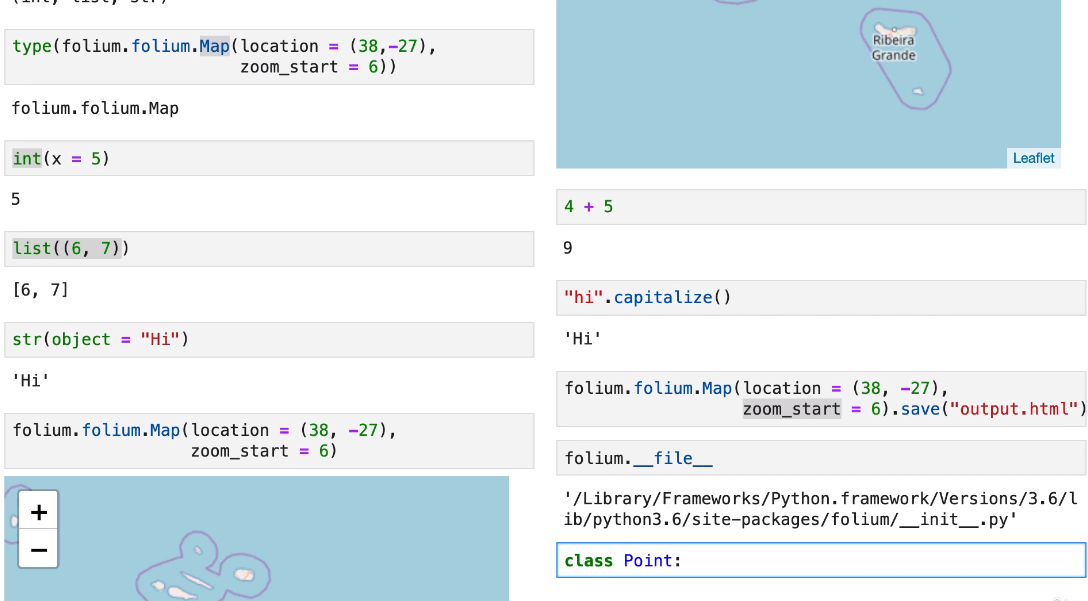 (int, list, str)
type(folium.folium.Map(location = (38,-27),
zoom_start = 6))
folium.folium.Map
int(x = 5)
5
list((6, 7))
[6, 7]
str(object = "Hi")
'Hi'
folium.folium.Map(location = (38, -27),
zoom_start = 6)
+
−
Ribeira
Grande
Leaflet
4 + 5
9
"hi".capitalize()
'Hi'
folium.folium.Map(location = (38, -27),
zoom_start = 6).save("output.html")
folium.__file__
'/Library/Frameworks/Python.framework/Versions/3.6/l
ib/python3.6/site-packages/folium/__init__.py'
class Point: